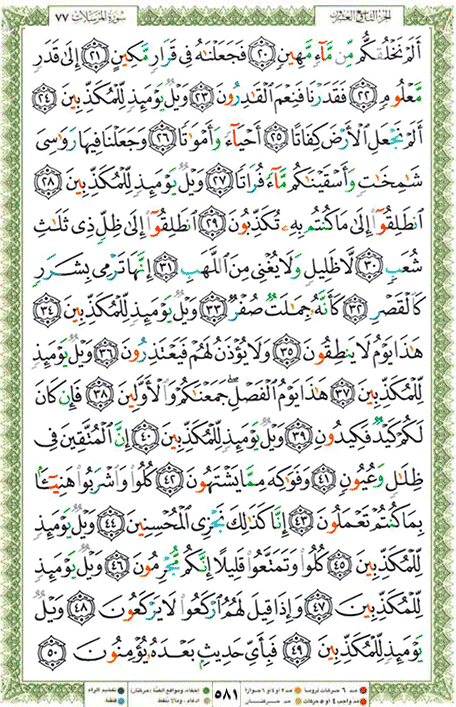 سورة المرسلات ٧٧ الجزء التاسع والعشرون
أَلَمْ نَخْلُقكُّم مِّن مَّآءٍ مَّهِينٍ ٢٠ فَجَعَلْنَٰهُ فِى قَرَارٍ مَّكِينٍ ٢١ إِلَىٰ قَدَرٍ
مَّعْلُومٍ ٢٢ فَقَدَرْنَا فَنِعْمَ ٱلْقَٰدِرُونَ ٢٣ وَيْلٌ يَوْمَئِذٍ لِّلْمُكَذِّبِينَ ٢٤
أَلَمْ نَجْعَلِ ٱلْأَرْضَ كِفَاتًا ٢٥ أَحْيَآءً وَأَمْوَٰتًا ٢٦ وَجَعَلْنَا فِيهَا رَوَٰسِىَ
شَٰمِخَٰتٍ وَأَسْقَيْنَٰكُم مَّآءً فُرَاتًا ٢٧ وَيْلٌ يَوْمَئِذٍ لِّلْمُكَذِّبِينَ ٢٨
ٱنطَلِقُوٓا۟ إِلَىٰ مَا كُنتُم بِهِۦ تُكَذِّبُونَ ٢٩ ٱنطَلِقُوٓا۟ إِلَىٰ ظِلٍّ ذِى ثَلَٰثِ
شُعَبٍ ٣٠ لَّا ظَلِيلٍ وَلَا يُغْنِى مِنَ ٱللَّهَبِ ٣١ إِنَّهَا تَرْمِى بِشَرَرٍ
كَٱلْقَصْرِ ٣٢ كَأَنَّهُۥ جِمَٰلَتٌ صُفْرٌ ٣٣ وَيْلٌ يَوْمَئِذٍ لِّلْمُكَذِّبِينَ ٣٤
هَٰذَا يَوْمُ لَا يَنطِقُونَ ٣٥ وَلَا يُؤْذَنُ لَهُمْ فَيَعْتَذِرُونَ ٣٦ وَيْلٌ يَوْمَئِذٍ
لِّلْمُكَذِّبِينَ ٣٧ هَٰذَا يَوْمُ ٱلْفَصْلِ ۖ جَمَعْنَٰكُمْ وَٱلْأَوَّلِينَ ٣٨ فَإِن كَانَ
لَكُمْ كَيْدٌ فَكِيدُونِ ٣٩ وَيْلٌ يَوْمَئِذٍ لِّلْمُكَذِّبِينَ ٤٠ إِنَّ ٱلْمُتَّقِينَ فِى
ظِلَٰلٍ وَعُيُونٍ ٤١ وَفَوَٰكِهَ مِمَّا يَشْتَهُونَ ٤٢ كُلُوا۟ وَٱشْرَبُوا۟ هَنِيٓـًٔۢا
بِمَا كُنتُمْ تَعْمَلُونَ ٤٣ إِنَّا كَذَٰلِكَ نَجْزِى ٱلْمُحْسِنِينَ ٤٤ وَيْلٌ يَوْمَئِذٍ
لِّلْمُكَذِّبِينَ ٤٥ كُلُوا۟ وَتَمَتَّعُوا۟ قَلِيلًا إِنَّكُم مُّجْرِمُونَ ٤٦ وَيْلٌ يَوْمَئِذٍ
لِّلْمُكَذِّبِينَ ٤٧ وَإِذَا قِيلَ لَهُمُ ٱرْكَعُوا۟ لَا يَرْكَعُونَ ٤٨ وَيْلٌ
يَوْمَئِذٍ لِّلْمُكَذِّبِينَ ٤٩ فَبِأَىِّ حَدِيثٍۭ بَعْدَهُۥ يُؤْمِنُونَ ٥٠
٥٨١